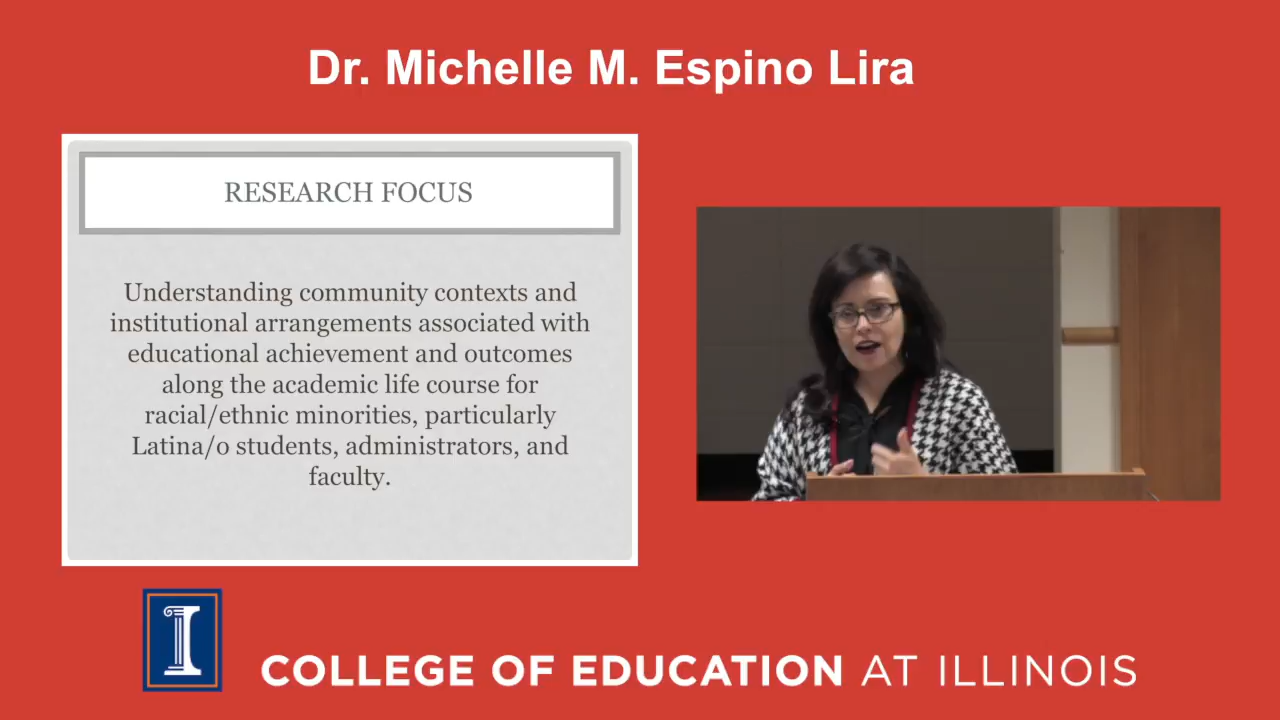 Dr. Michelle M. Espino Lira
RESEARCH FOCUS
Understanding community contexts and
institutional arrangements associated with
educational achievement and outcomes
along the academic life course for
racial/ethnic minorities, particularly
Latina/o students, administrators, and
faculty.
I
COLLEGE OF EDUCATION AT ILLINOIS